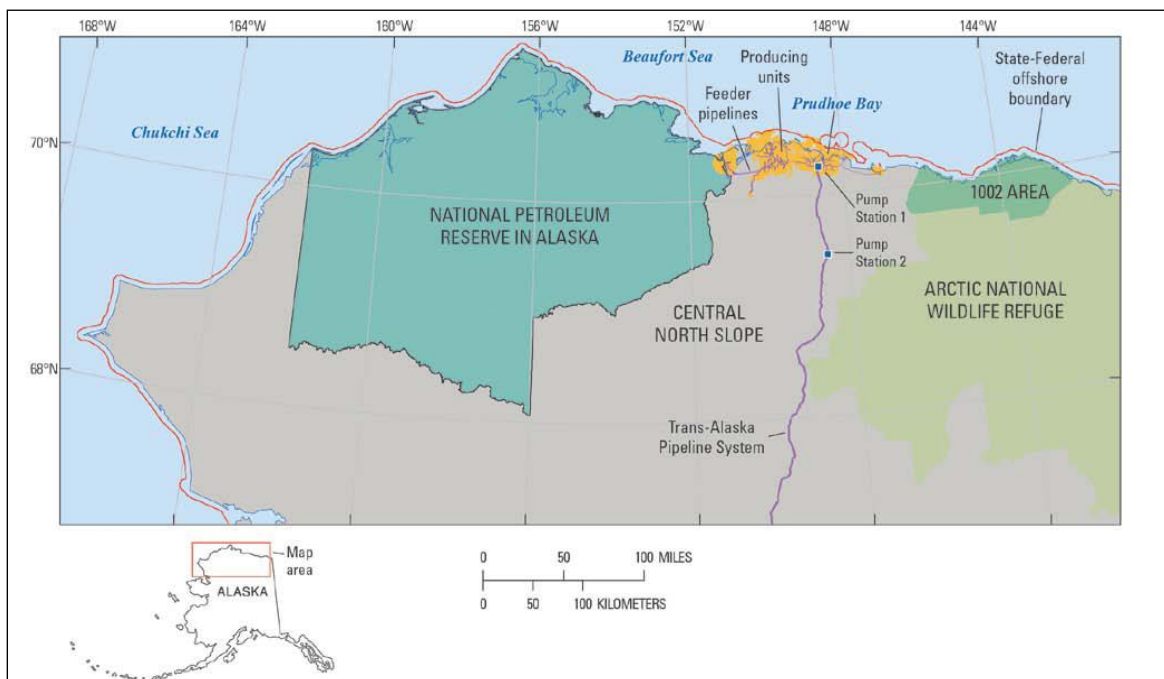 168°W
164°W
180°W
156°W
152°W
148°W
144°W
Beaufort Sea
Producing
units
State-Federal
offshore
boundary
Feeder
pipelines
Prudhoe Bay
Chukchi Sea
70°N
1002 AREA
Pump
Station 1
NATIONAL PETROLEUM
RESERVE IN ALASKA
Pump
Station 2
ARCTIC NATIONAL
WILDLIFE REFUGE
CENTRAL
NORTH SLOPE
68°N
Trans-Alaska
Pipeline System
Map
area
ALASKA
0 50 100 MILES
0 50 100 KILOMETERS